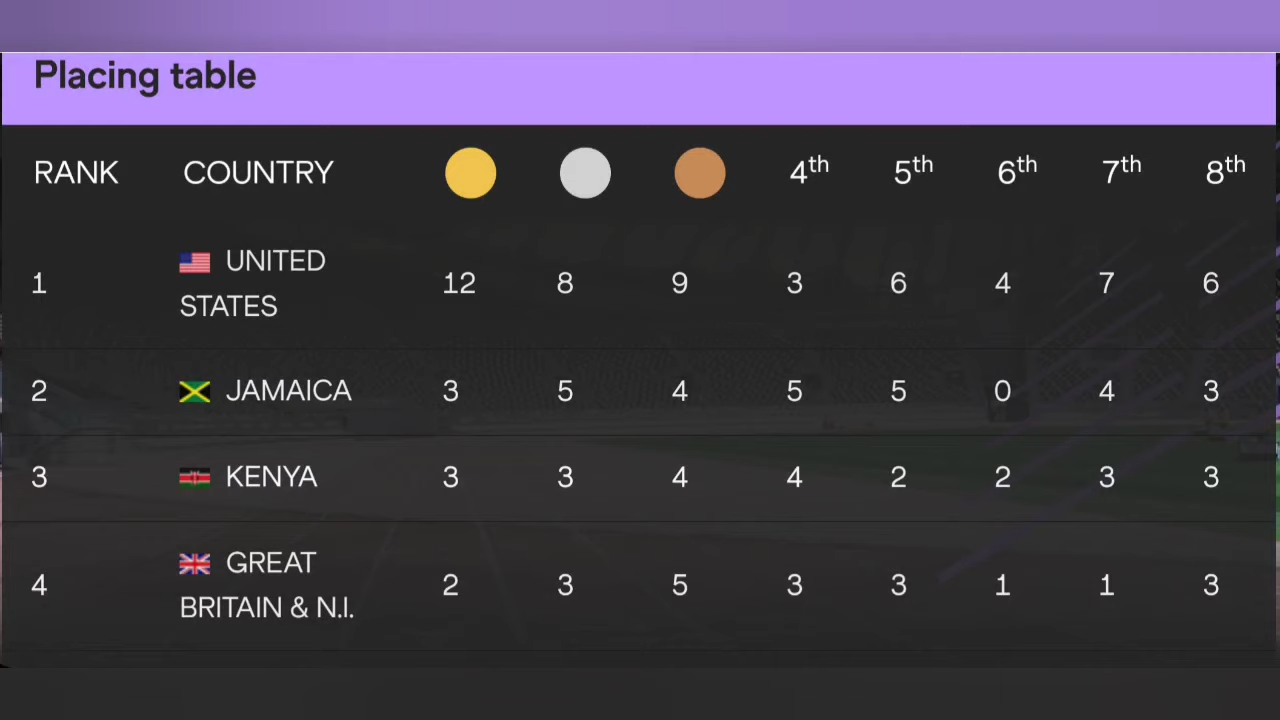 Placing table
RANK COUNTRY 4th 5th 6th 7th 8th
1 UNITED STATES 12 8 9 3 6 4 7 6
2 JAMAICA 3 5 4 5 5 0 4 3
3 KENYA 3 3 4 4 2 2 3 3
4 GREAT BRITAIN & N.I. 2 3 5 3 3 1 1 3